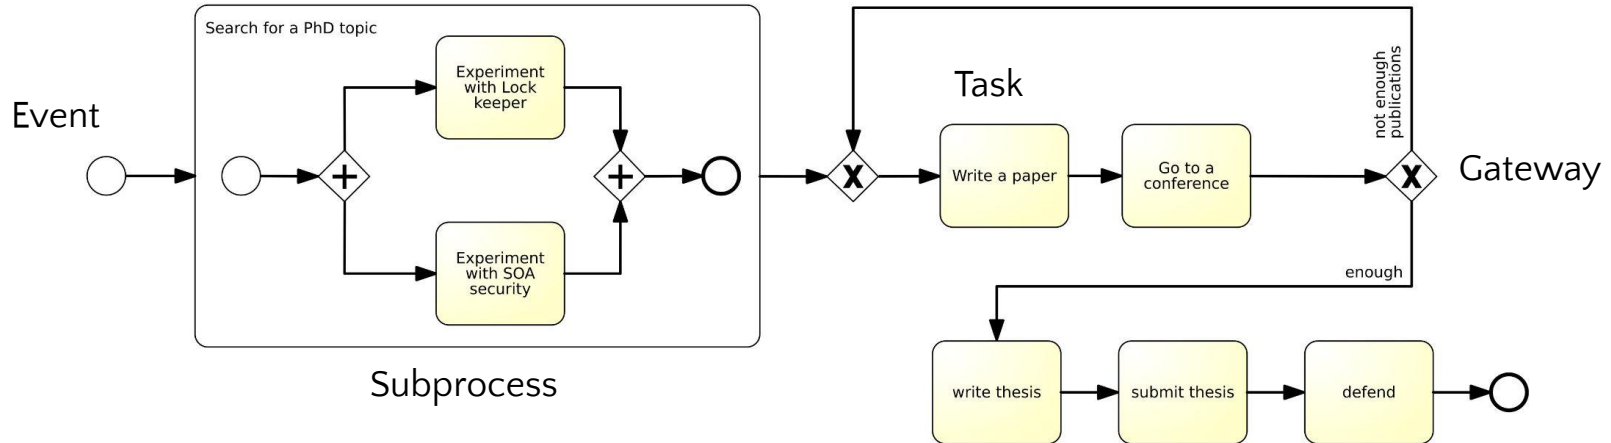 Search for a PhD topic
Event
Experiment
with Lock
keeper
Experiment
with SOA
security
Subprocess
Task
Write a paper
Go to a
conference
not enough
publications
Gateway
enough
write thesis
submit thesis
defend